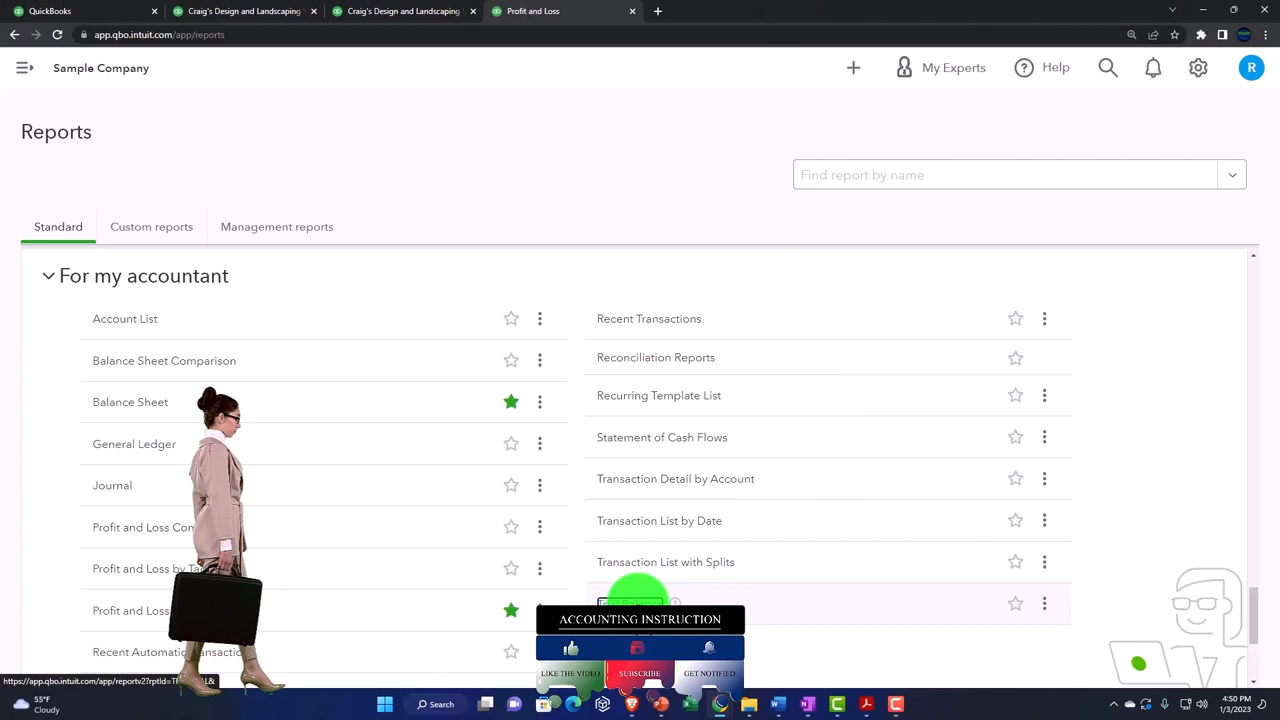 QuickBooks
Craig's Design and Landscaping
Craig's Design and Landscaping
Profit and Loss
app.qbo.intuit.com/app/reports
Sample Company
My Experts
Help
R
Reports
Find report by name
Standard
Custom reports
Management reports
For my accountant
Account List
Balance Sheet Comparison
Balance Sheet
General Ledger
Journal
Profit and Loss Com
Profit and Loss by Ta
Profit and Loss
Recent Automatic Transactio
Recent Transactions
Reconciliation Reports
Recurring Template List
Statement of Cash Flows
Transaction Detail by Account
Transaction List by Date
Transaction List with Splits
ACCOUNTING INSTRUCTION
LIKE THE VIDEO
SUBSCRIBE
GET NOTIFIED
https://qbo.intuit.com/app/reportv2?rptId=T
55°F
Cloudy
Search
4:50 PM
1/3/2023